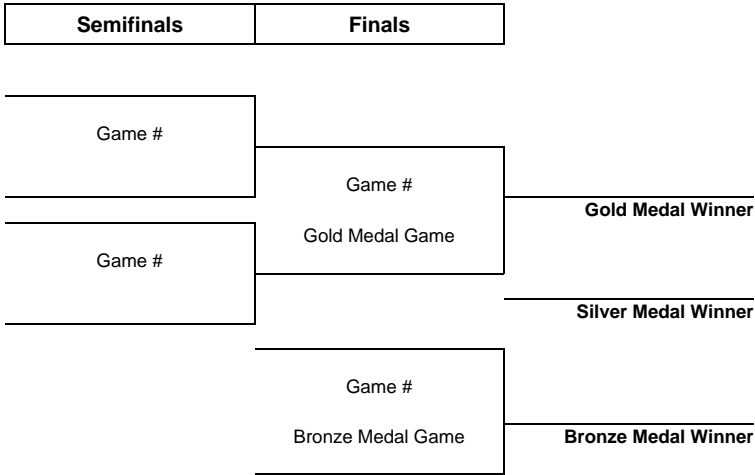 Semifinals Finals
Game #
Game #
Gold Medal Winner
Gold Medal Game
Game #
Silver Medal Winner
Game #
Bronze Medal Game Bronze Medal Winner